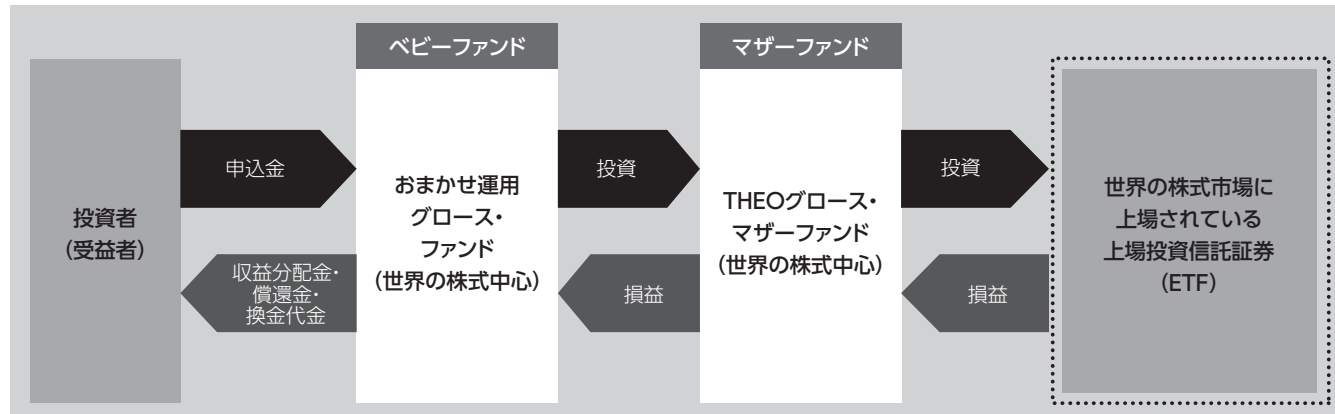 ベビーファンド
マザーファンド
投資者
(受益者)
申込金
収益分配金・
償還金・
換金代金
おまかせ運用
グロース・
ファンド
(世界の株式中心)
投資
損益
THEOグロース・
マザーファンド
(世界の株式中心)
投資
損益
世界の株式市場に
上場されている
上場投資信託証券
(ETF)